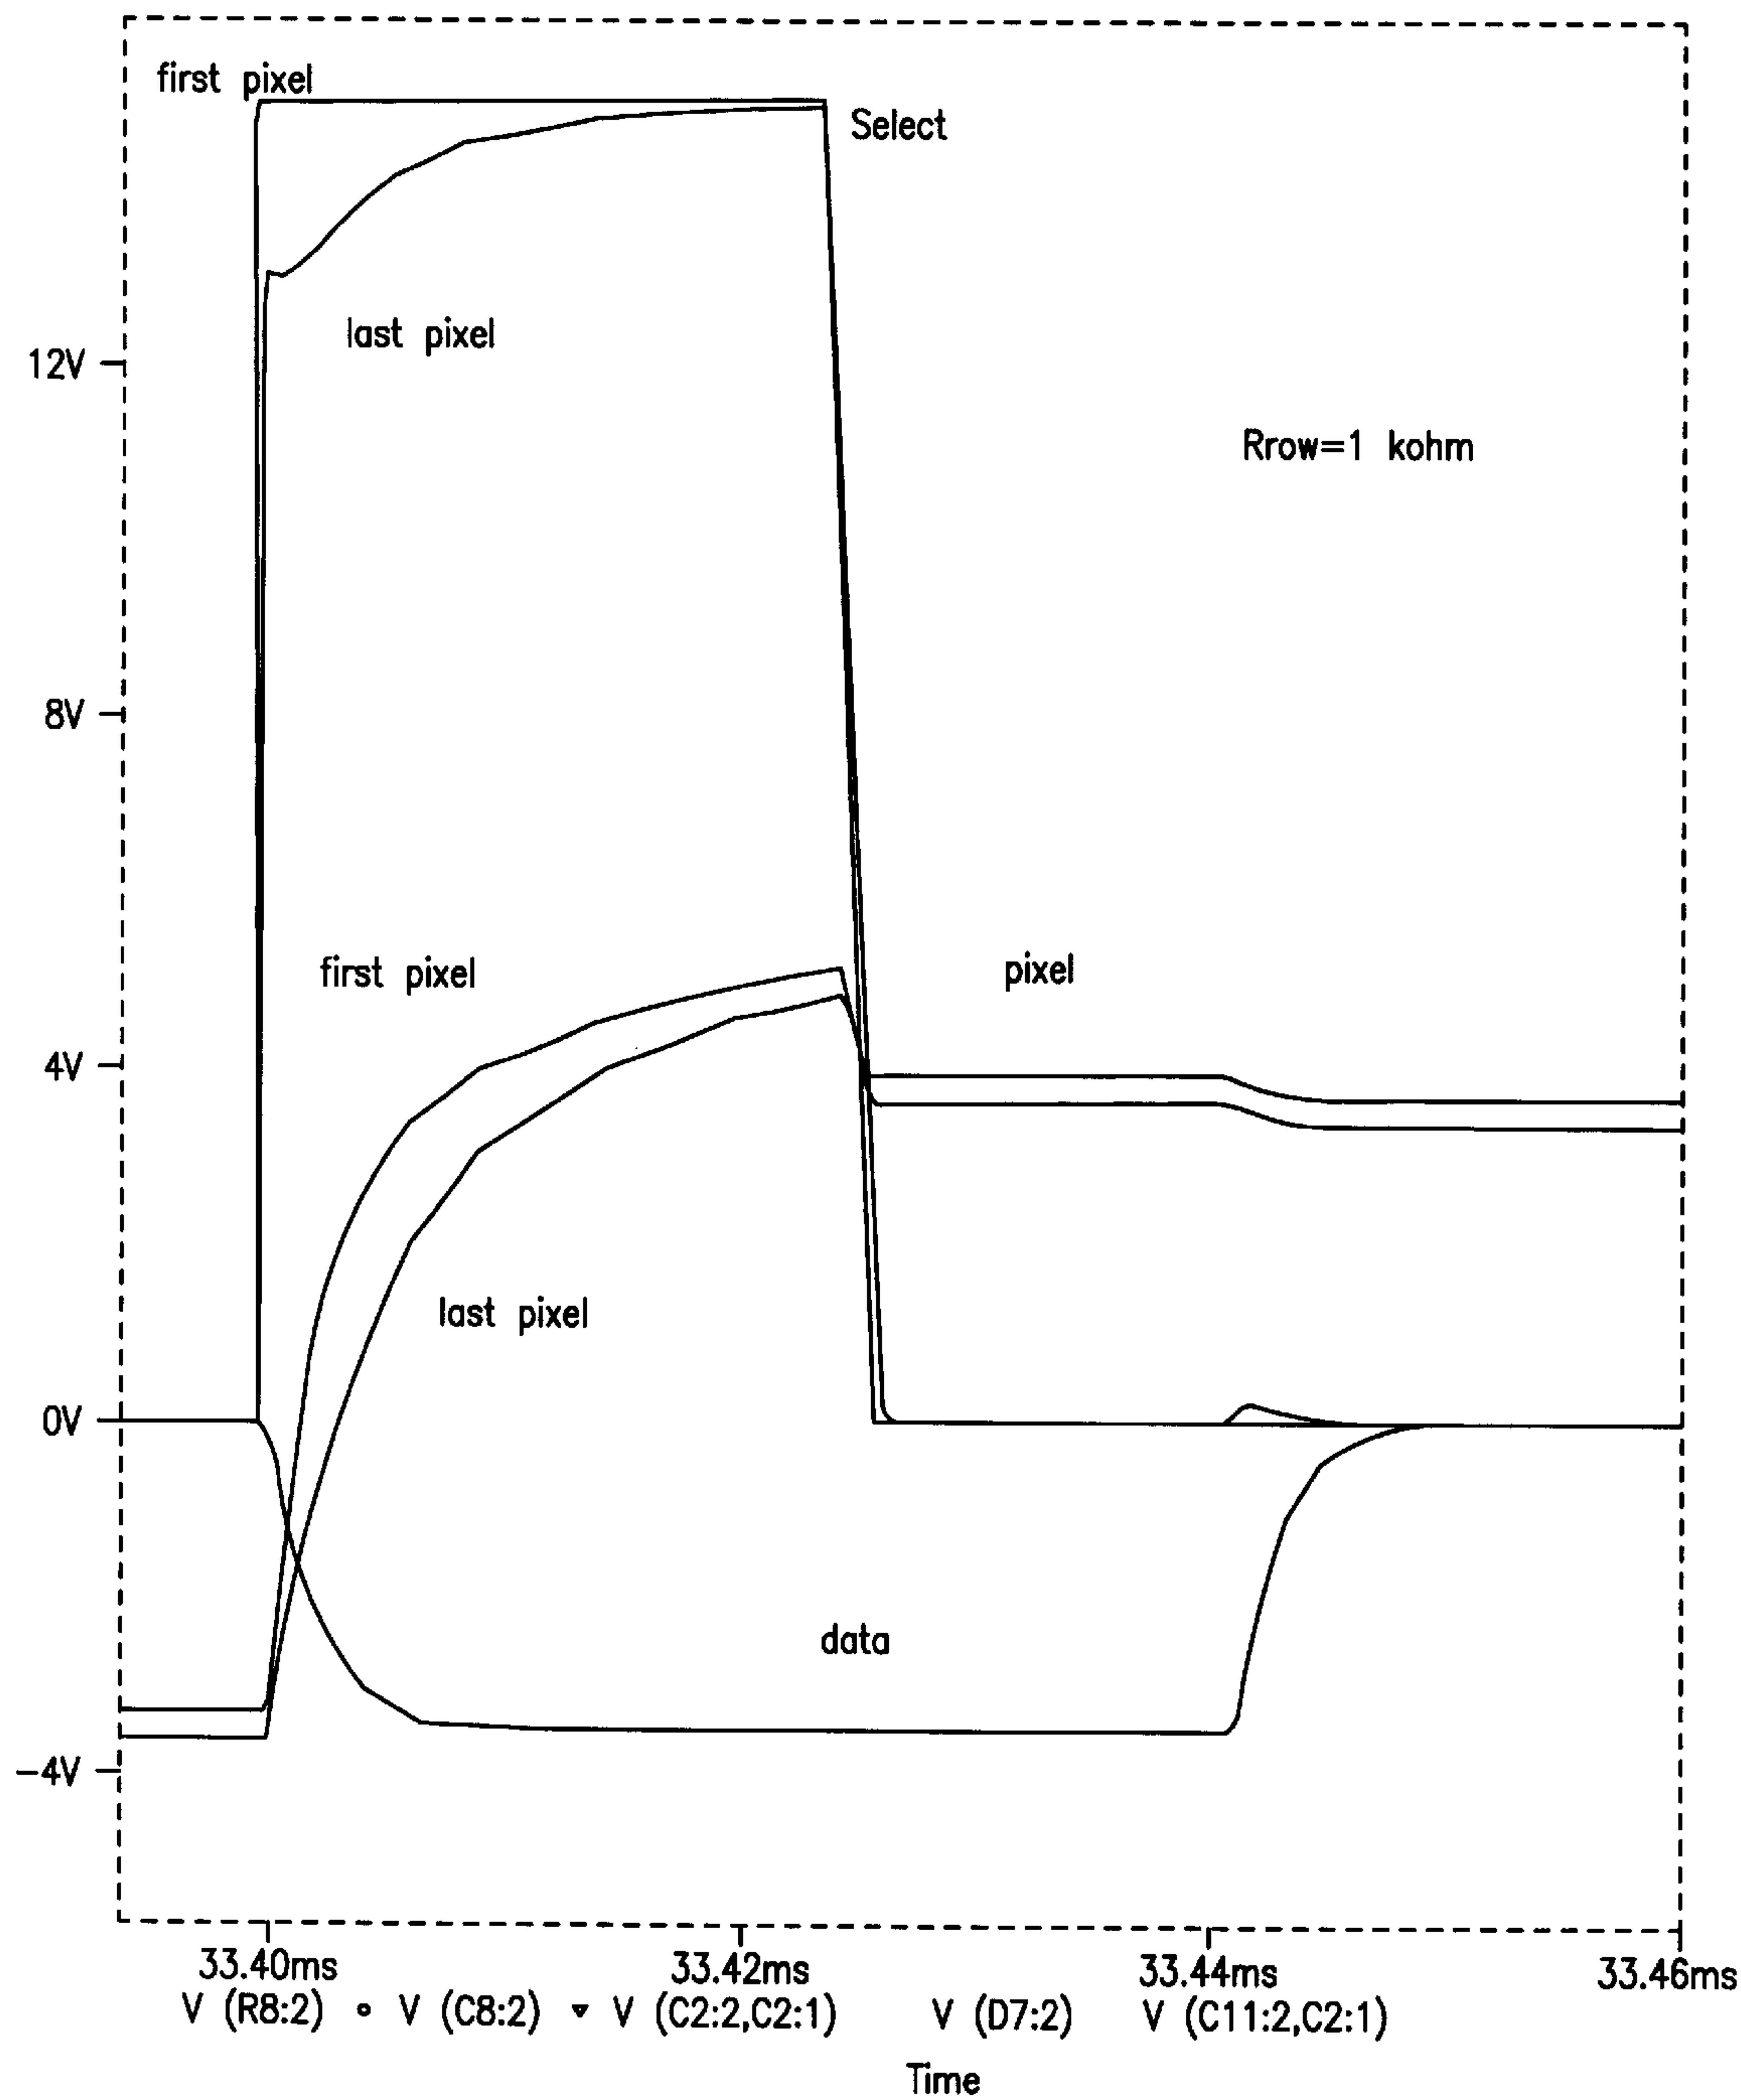 first pixel
Select
last pixel
12V
Rrow=1 kohm
8V
first pixel
pixel
4V
last pixel
0V
data
-4V
33.40ms 33.42ms 33.44ms 33.46ms
V (R8:2) ∘ V (C8:2) ▾ V (C2:2,C2:1) V (D7:2) V (C11:2,C2:1)
Time